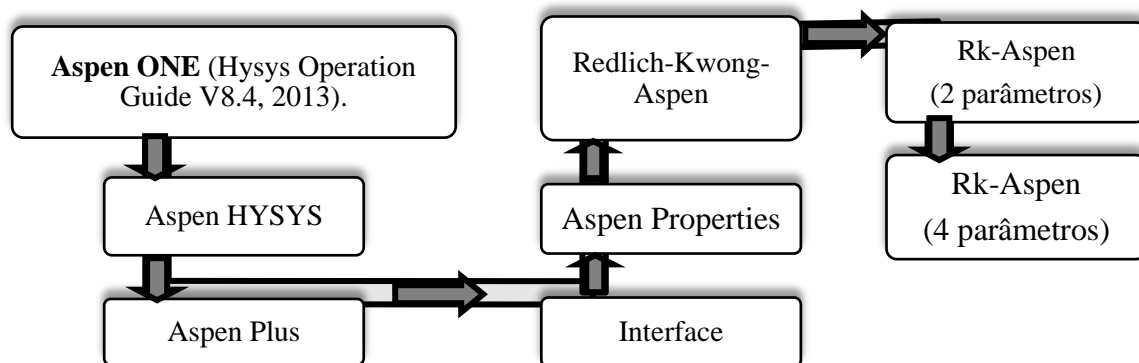 Aspen ONE (Hysys Operation
Guide V8.4, 2013).
Aspen HYSYS
Aspen Plus
Interface
Aspen Properties
Redlich-Kwong-
Aspen
Rk-Aspen
(2 parâmetros)
Rk-Aspen
(4 parâmetros)